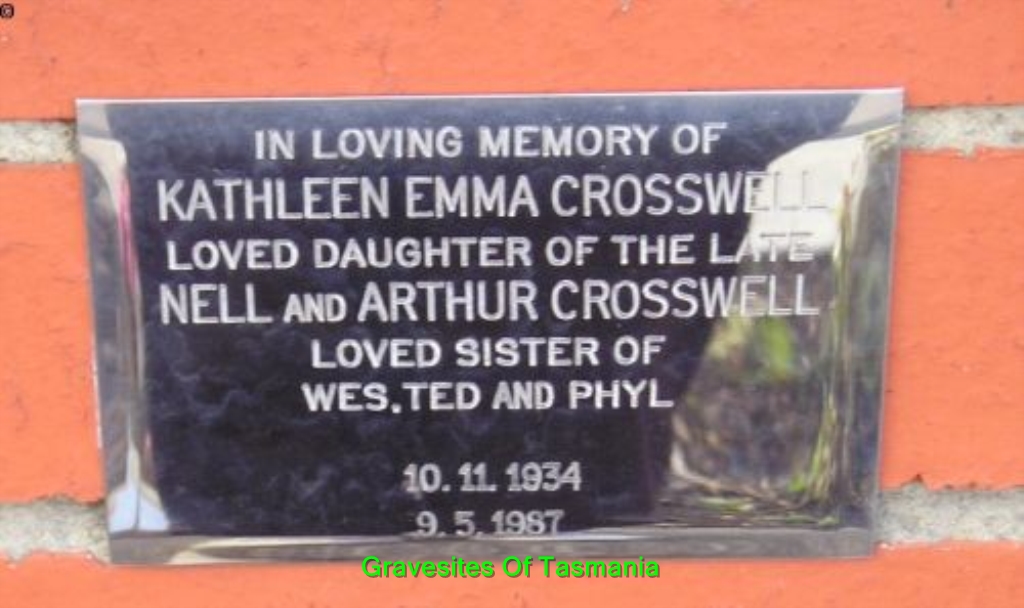 IN LOVING MEMORY OF
KATHLEEN EMMA CROSSWELL
LOVED DAUGHTER OF THE LATE
NELL AND ARTHUR CROSSWELL
LOVED SISTER OF
WES.TED AND PHYL
10. 11. 1934
9. 5. 1987
Gravesites Of Tasmania